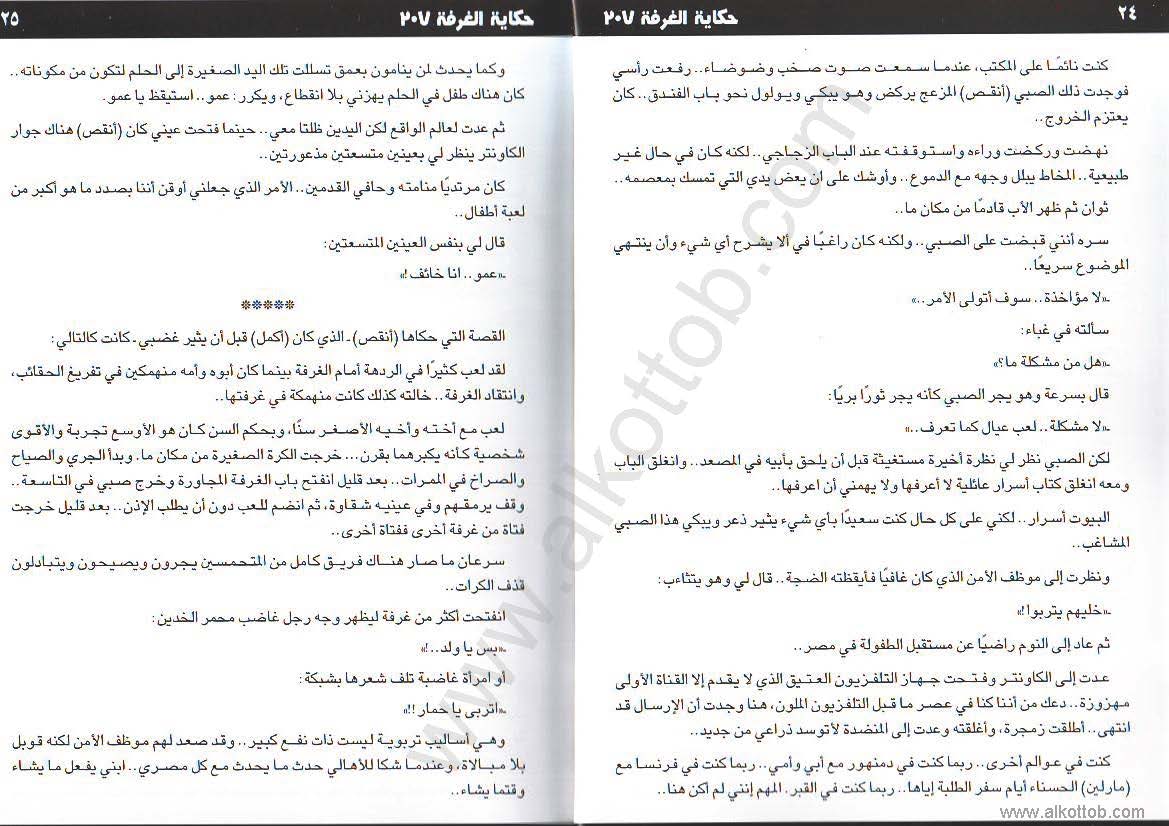 ٢٤
حكاية الغرفة ٢٠٧
كنت نائمًا على المكتب، عندما سمعت صوت صخب وضوضاء.. رفعت رأسي
فوجدت ذلك الصبي (أنقص) المزعج يركض وهو يبكي ويولول نحو باب الفندق.. كان
يعتزم الخروج..
نهضت وركضت وراءه واستوقفته عند الباب الزجاجي.. لكنه كان في حال غير
طبيعية.. المخاط يبلل وجهه مع الدموع.. وأوشك على ان يعض يدي التي تمسك بمعصمه..
ثوان ثم ظهر الأب قادمًا من مكان ما..
سره أنني قبضت على الصبي.. ولكنه كان راغبًا في ألا يشرح أي شيء وأن ينتهي
الموضوع سريعًا..
ـ«لا مؤاخذة.. سوف أتولى الأمر..»
سألته في غباء:
ـ«هل من مشكلة ما؟»
قال بسرعة وهو يجر الصبي كأنه يجر ثورًا بريًا:
ـ«لا مشكلة.. لعب عيال كما تعرف..»
لكن الصبي نظر لي نظرة أخيرة مستغيثة قبل أن يلحق بأبيه في المصعد.. وانغلق الباب
ومعه انغلق كتاب أسرار عائلية لا أعرفها ولا يهمني أن اعرفها..
البيوت أسرار.. لكني على كل حال كنت سعيدًا بأي شيء يثير ذعر ويبكي هذا الصبي
المشاغب..
ونظرت إلى موظف الأمن الذي كان غافيًا فأيقظته الضجة.. قال لي وهو يتثاءب:
ـ«خليهم يتربوا!»
ثم عاد إلى النوم راضيًا عن مستقبل الطفولة في مصر..
عدت إلى الكاونتر وفتحت جهاز التلفزيون العتيق الذي لا يقدم إلا القناة الأولى
مهزوزة.. دعك من أننا كنا في عصر ما قبل التلفزيون الملون، هنا وجدت أن الإرسال قد
انتهى.. أطلقت زمجرة، وأغلقته وعدت إلى المنضدة لأتوسد ذراعي من جديد..
كنت في عوالم أخرى.. ربما كنت في دمنهور مع أبي وأمي.. ربما كنت في فرنسا مع
(مارلين) الحسناء أيام سفر الطلبة إياها.. ربما كنت في القبر. المهم إنني لم أكن هنا..
٢٥
حكاية الغرفة ٢٠٧
وكما يحدث لمن ينامون بعمق تسللت تلك اليد الصغيرة إلى الحلم لتكون من مكوناته..
كان هناك طفل في الحلم يهزني بلا انقطاع، ويكرر: عمو.. استيقظ يا عمو.
ثم عدت لعالم الواقع لكن اليدين ظلتا معي.. حينما فتحت عيني كان (أنقص) هناك جوار
الكاونتر ينظر لي بعينين متسعتين مذعورتين..
كان مرتديًا منامته وحافي القدمين.. الأمر الذي جعلني أوقن أننا بصدد ما هو أكبر من
لعبة أطفال..
قال لي بنفس العينين المتسعتين:
ـ«عمو.. انا خائف!»
*****
القصة التي حكاها (أنقص) ـ الذي كان (أكمل) قبل أن يثير غضبي ـ كانت كالتالي:
لقد لعب كثيرًا في الردهة أمام الغرفة بينما كان أبوه وأمه منهمكين في تفريغ الحقائب،
وانتقاد الغرفة.. خالته كذلك كانت منهمكة في غرفتها..
لعب مع أخته وأخيه الأصغر سنًا، وبحكم السن كان هو الأوسع تجربة والأقوى
شخصية كأنه يكبرهما بقرن... خرجت الكرة الصغيرة من مكان ما. وبدأ الجري والصياح
والصراخ في الممرات.. بعد قليل انفتح باب الغرفة المجاورة وخرج صبي في التاسعة..
وقف يرمقهم وفي عينيه شقاوة، ثم انضم للعب دون أن يطلب الإذن.. بعد قليل خرجت
فتاة من غرفة أخرى ففتاة أخرى..
سرعان ما صار هناك فريق كامل من المتحمسين يجرون ويصيحون ويتبادلون
قذف الكرات..
انفتحت أكثر من غرفة ليظهر وجه رجل غاضب محمر الخدين:
ـ«بس يا ولد..!»
أو امرأة غاضبة تلف شعرها بشبكة:
ـ«اتربى يا حمار!!»
وهي أساليب تربوية ليست ذات نفع كبير.. وقد صعد لهم موظف الأمن لكنه قوبل
بلا مبالاة، وعندما شكا للأهالي حدث ما يحدث مع كل مصري.. ابني يفعل ما يشاء
وقتما يشاء..
www.alkottob.com
www.alkottob.com